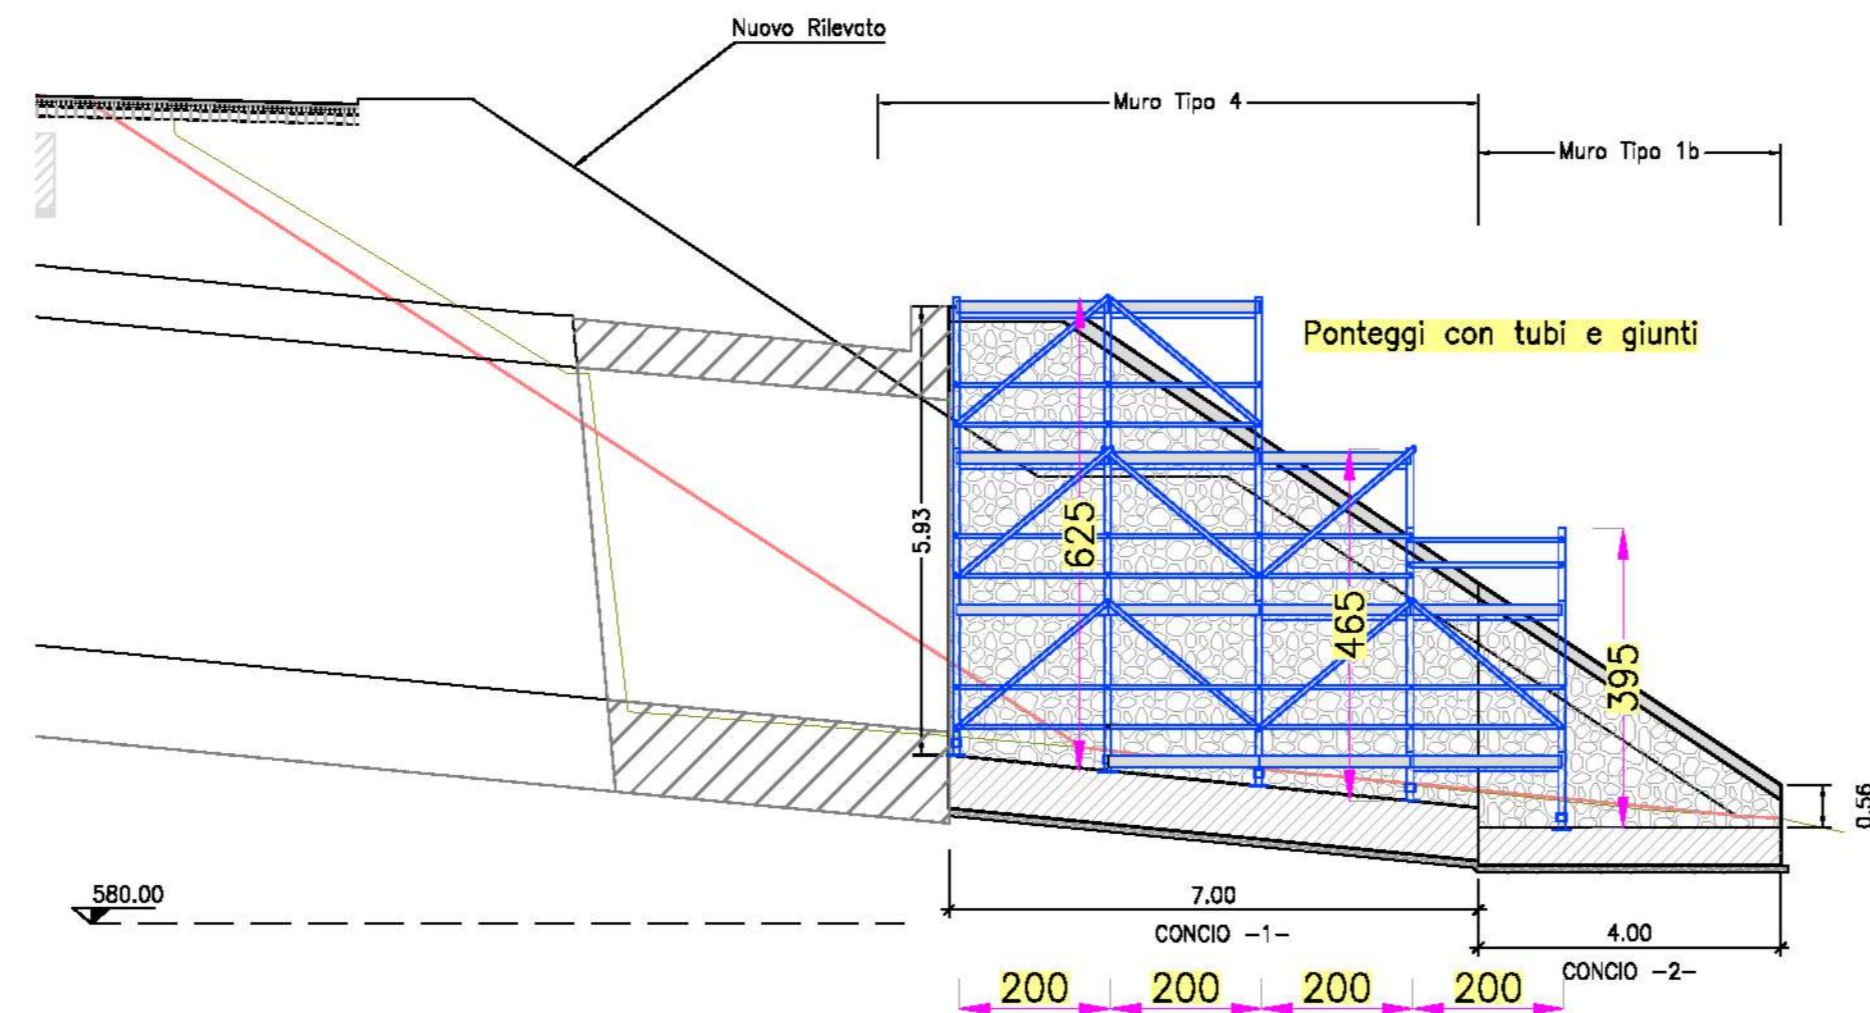 Nuovo Rilevato
Muro Tipo 4
Muro Tipo 1b
Ponteggi con tubi e giunti
5.93
625
465
395
0.56
580.00
7.00
CONCIO -1-
4.00
CONCIO -2-
200 200 200 200